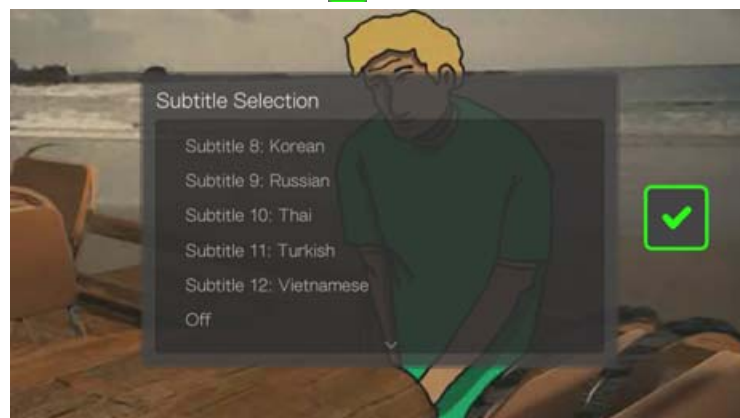 Subtitle Selection
Subtitle 8: Korean
Subtitle 9: Russian
Subtitle 10: Thai
Subtitle 11: Turkish
Subtitle 12: Vietnamese
Off